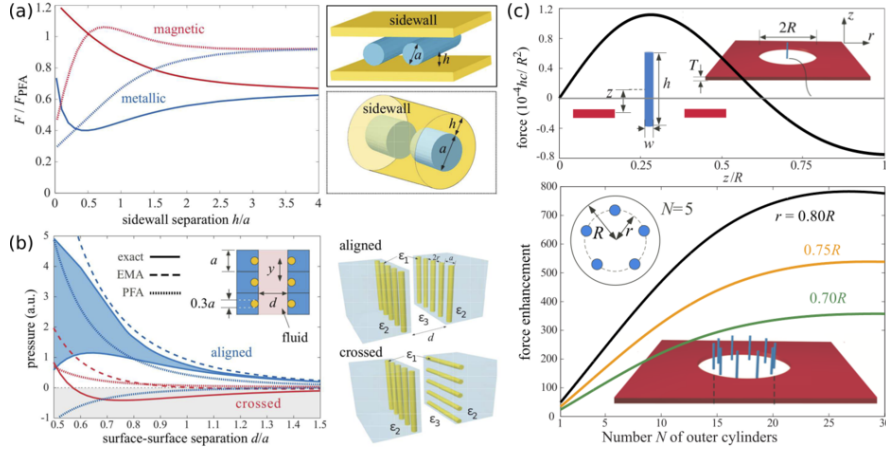 (a)
magnetic
metallic
F / F_PFA
1.2
1.0
0.8
0.6
0.4
0.2
0
0
0.5
1
1.5
2
2.5
3
3.5
4
sidewall separation h/a
sidewall
a
h
sidewall
h
a
(b)
pressure (a.u.)
5
4
3
2
1
0
-1
exact
EMA
PFA
a
0.3a
y
d
fluid
aligned
crossed
0.5
0.6
0.7
0.8
0.9
1
1.1
1.2
1.3
1.4
1.5
surface-surface separation d/a
aligned
ε1
2r
a
ε2
ε3
ε2
d
crossed
ε1
ε2
ε3
ε2
(c)
force (10⁻⁴hc/ R²)
1.2
0.8
0.4
0
-0.4
-0.8
z
h
w
2R
z
r
T
0
0.25
0.5
0.75
1
z/R
force enhancement
800
700
600
500
400
300
200
100
0
R
r
N=5
r = 0.80R
0.75R
0.70R
1
5
10
15
20
25
30
Number N of outer cylinders